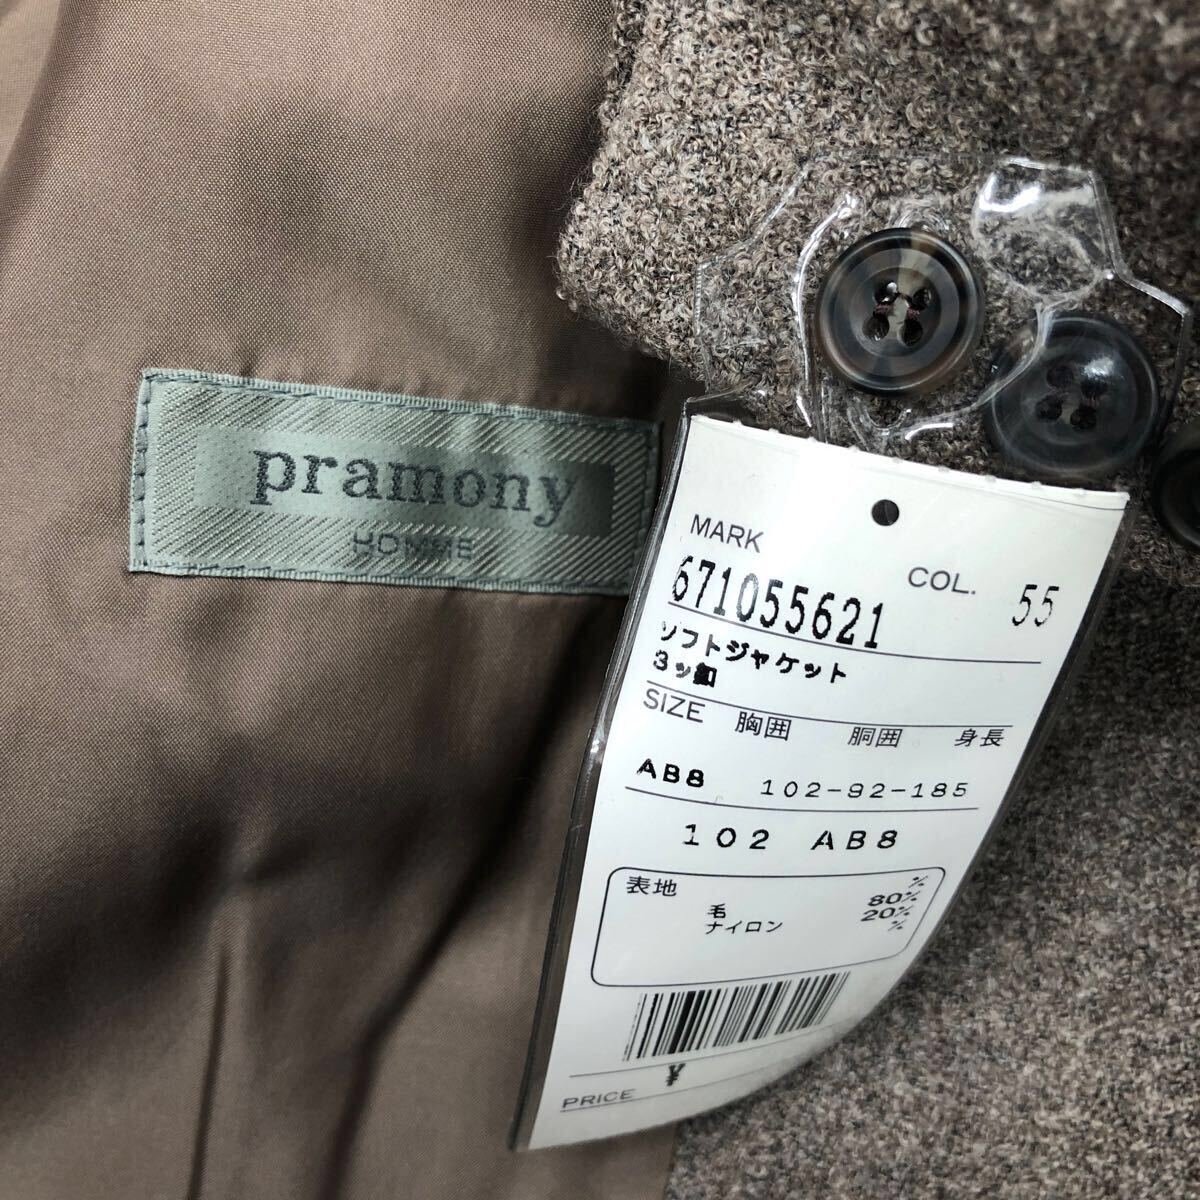 pramony
HOMME
MARK
COL. 55
671055621
ソフトジャケット
3ッ釦
SIZE 胸囲 胴囲 身長
AB8 102-92-185
102 AB8
表地 %
毛 80%
ナイロン 20%
%
¥
PRICE